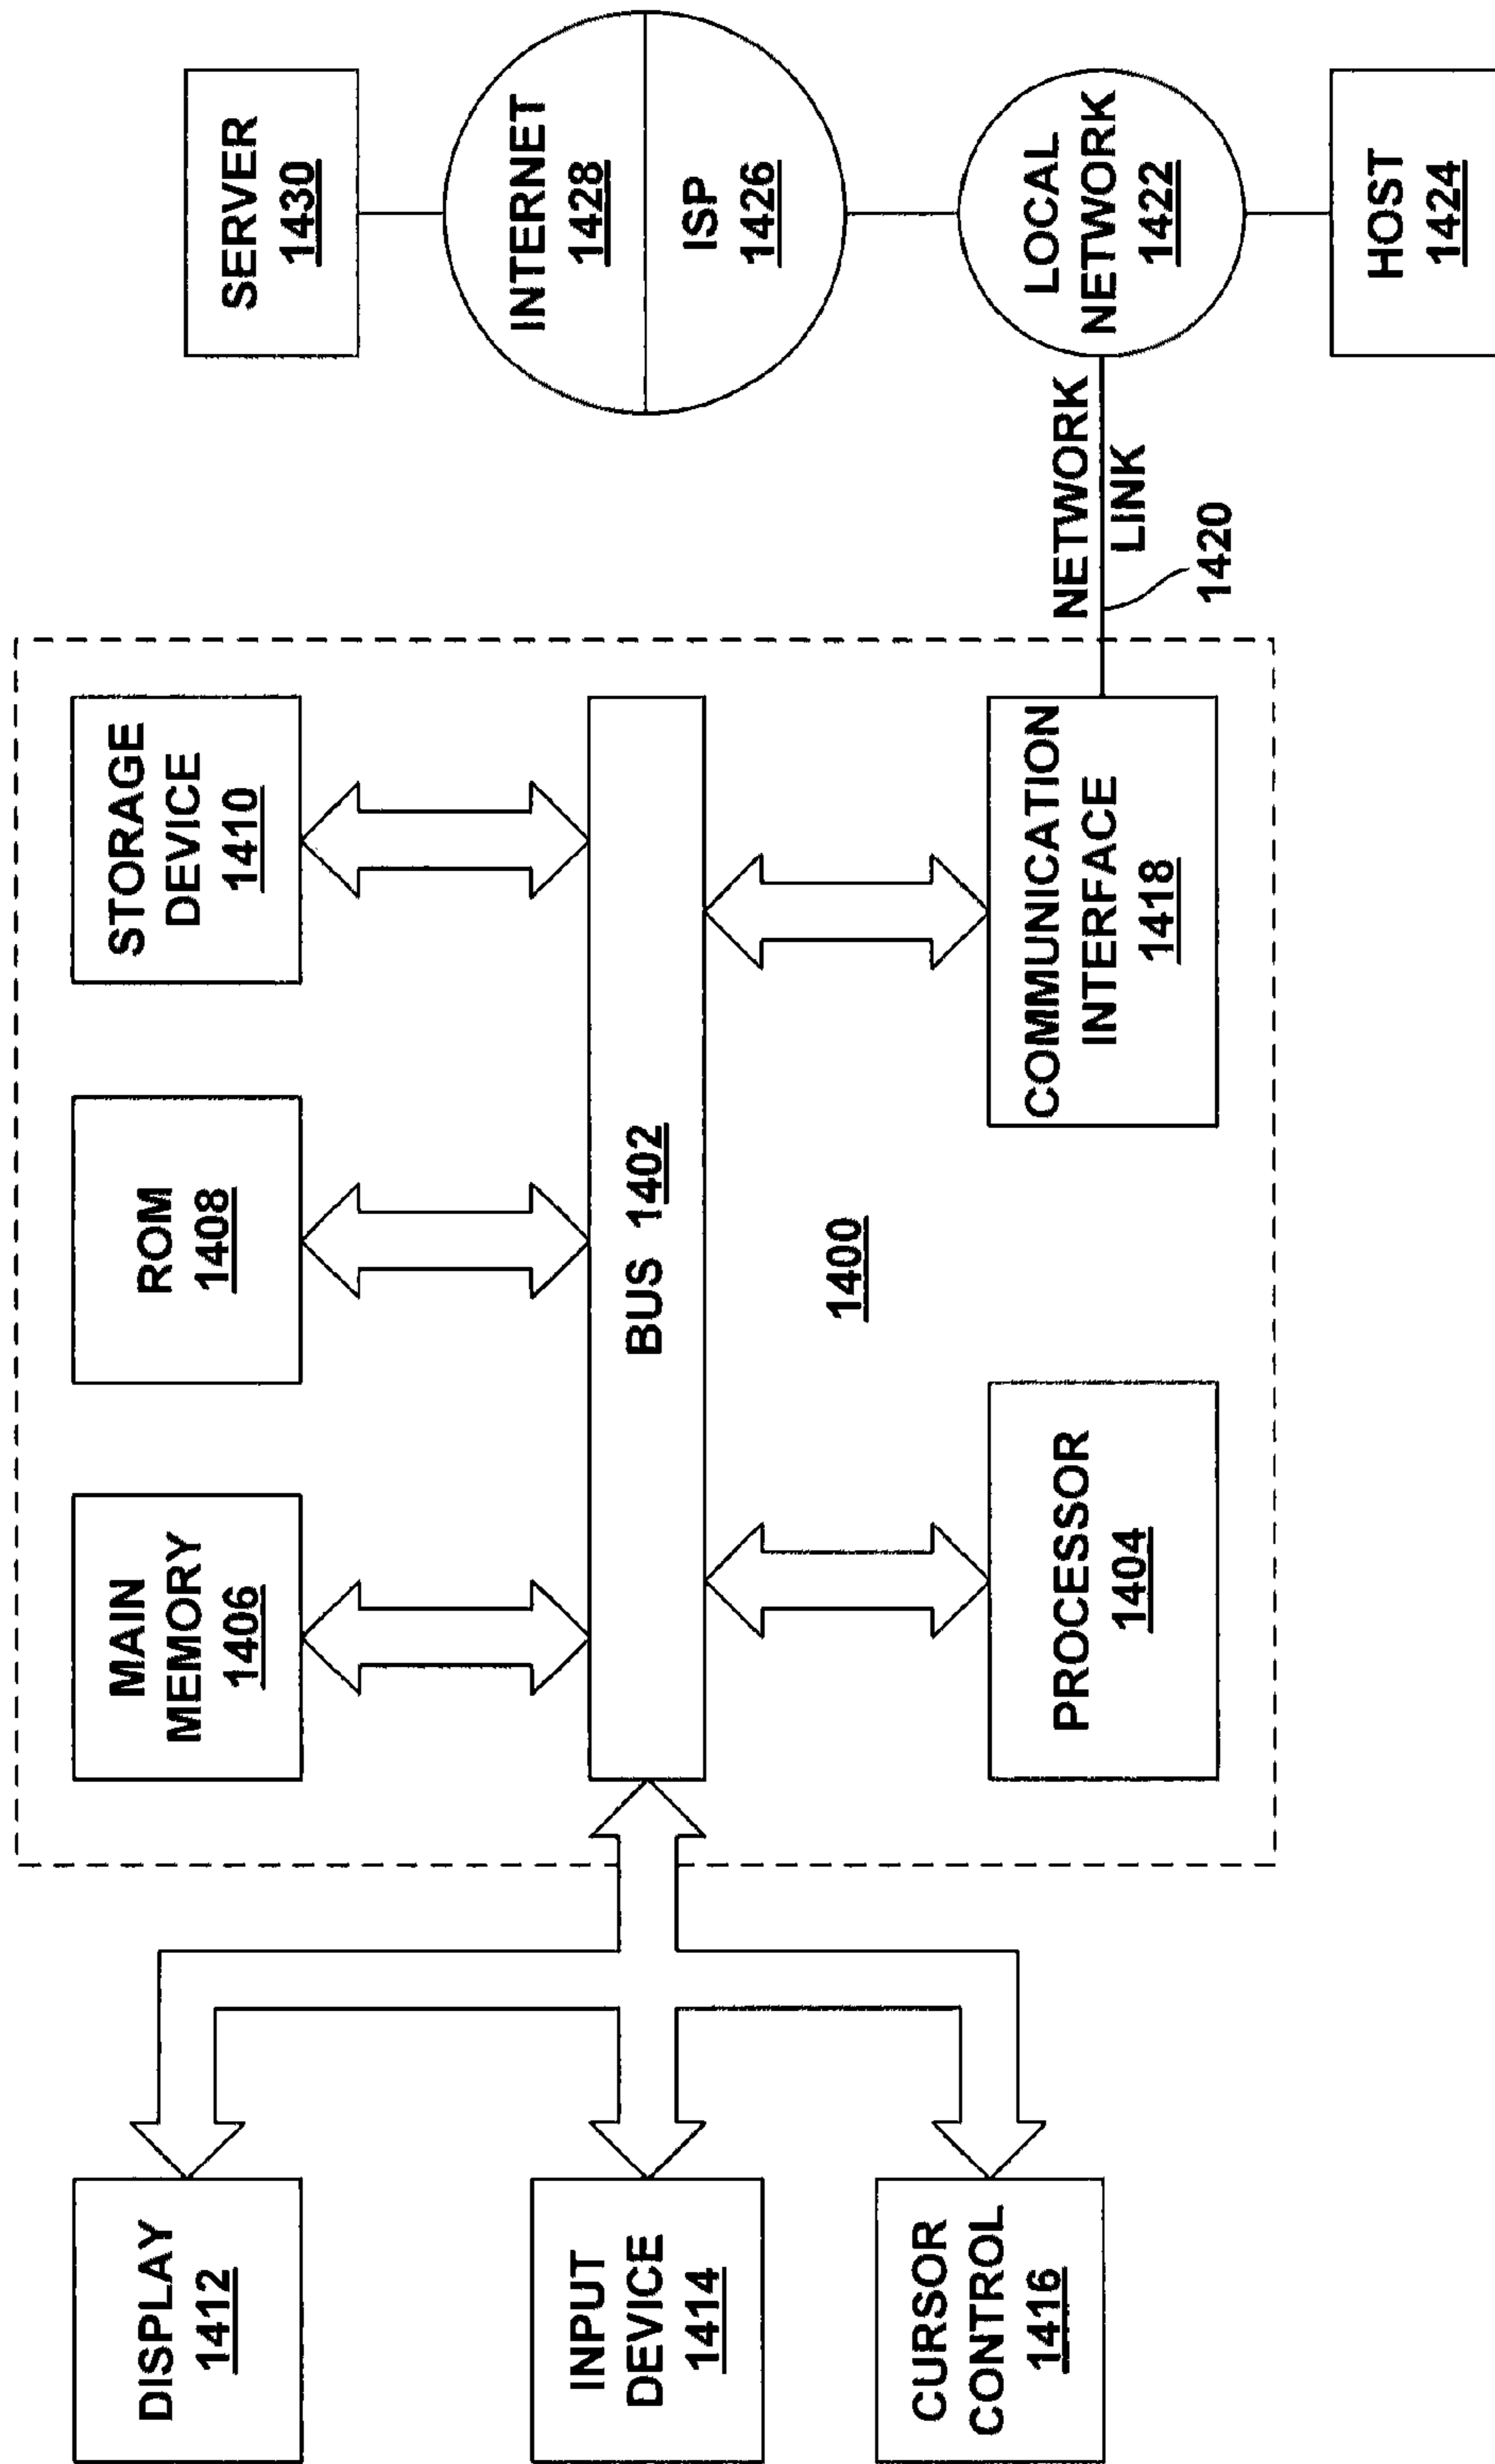 DISPLAY
1412
INPUT
DEVICE
1414
CURSOR
CONTROL
1416
MAIN
MEMORY
1406
ROM
1408
STORAGE
DEVICE
1410
BUS 1402
1400
PROCESSOR
1404
COMMUNICATION
INTERFACE
1418
NETWORK
LINK
1420
SERVER
1430
INTERNET
1428
ISP
1426
LOCAL
NETWORK
1422
HOST
1424